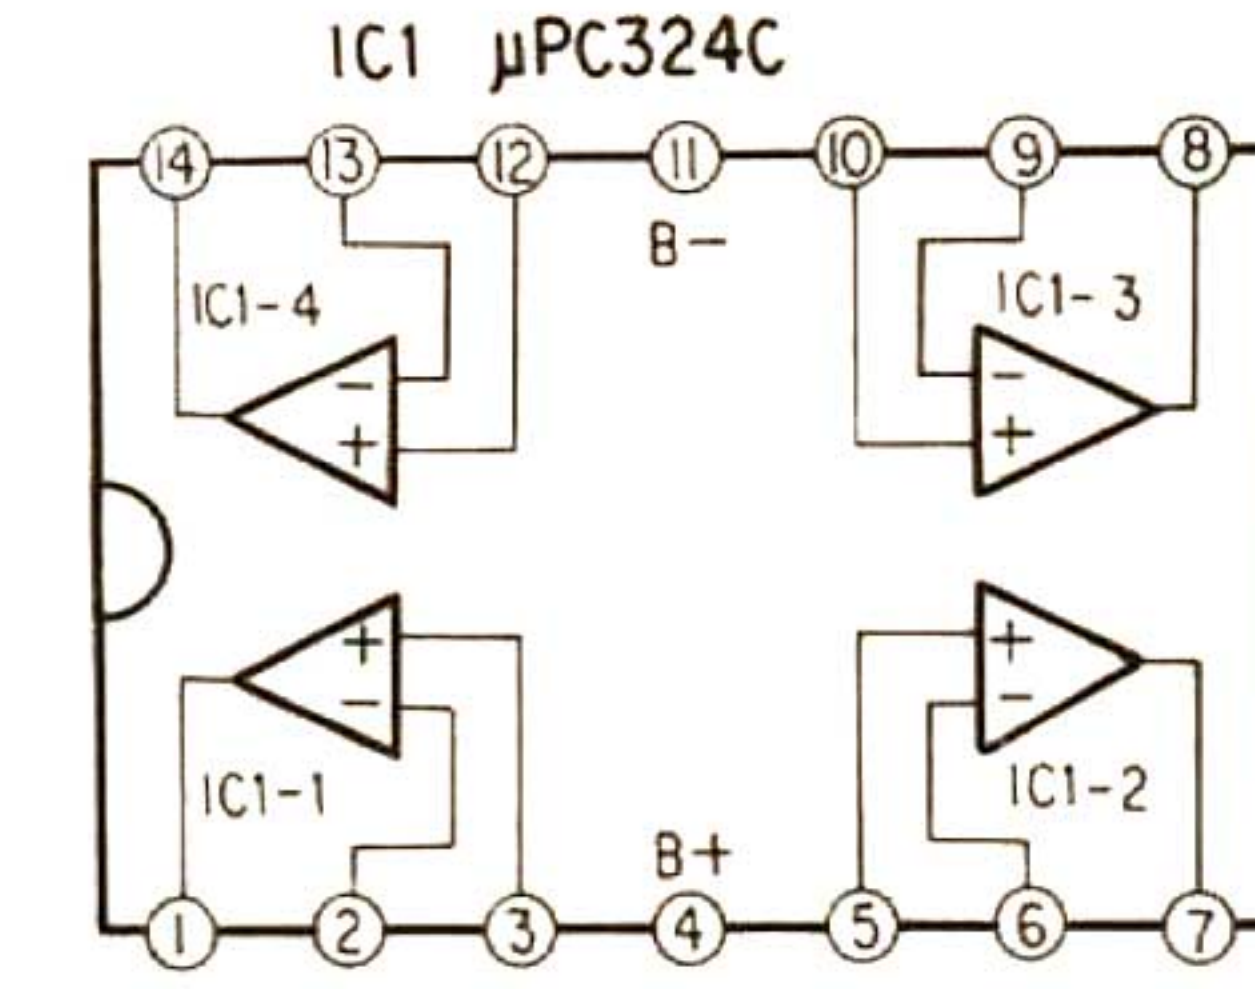 IC1 μPC324C
14 13 12 11 10 9 8
B-
IC1-4 IC1-3
- -
+ +
+ +
- -
IC1-1 IC1-2
B+
1 2 3 4 5 6 7